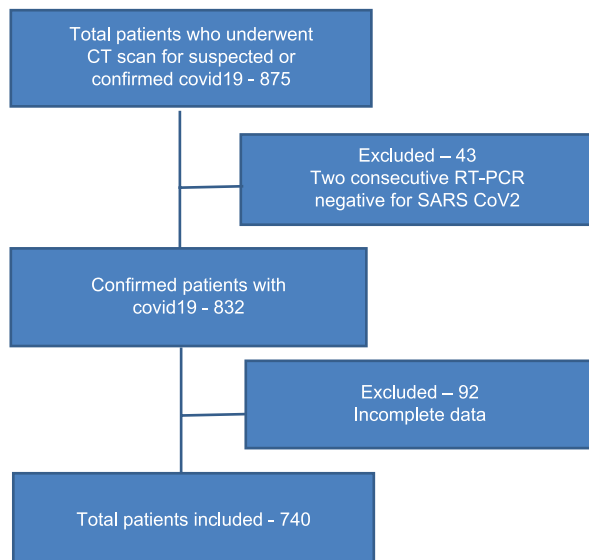 Total patients who underwent
CT scan for suspected or
confirmed covid19 - 875
Excluded – 43
Two consecutive RT-PCR
negative for SARS CoV2
Confirmed patients with
covid19 - 832
Excluded – 92
Incomplete data
Total patients included - 740